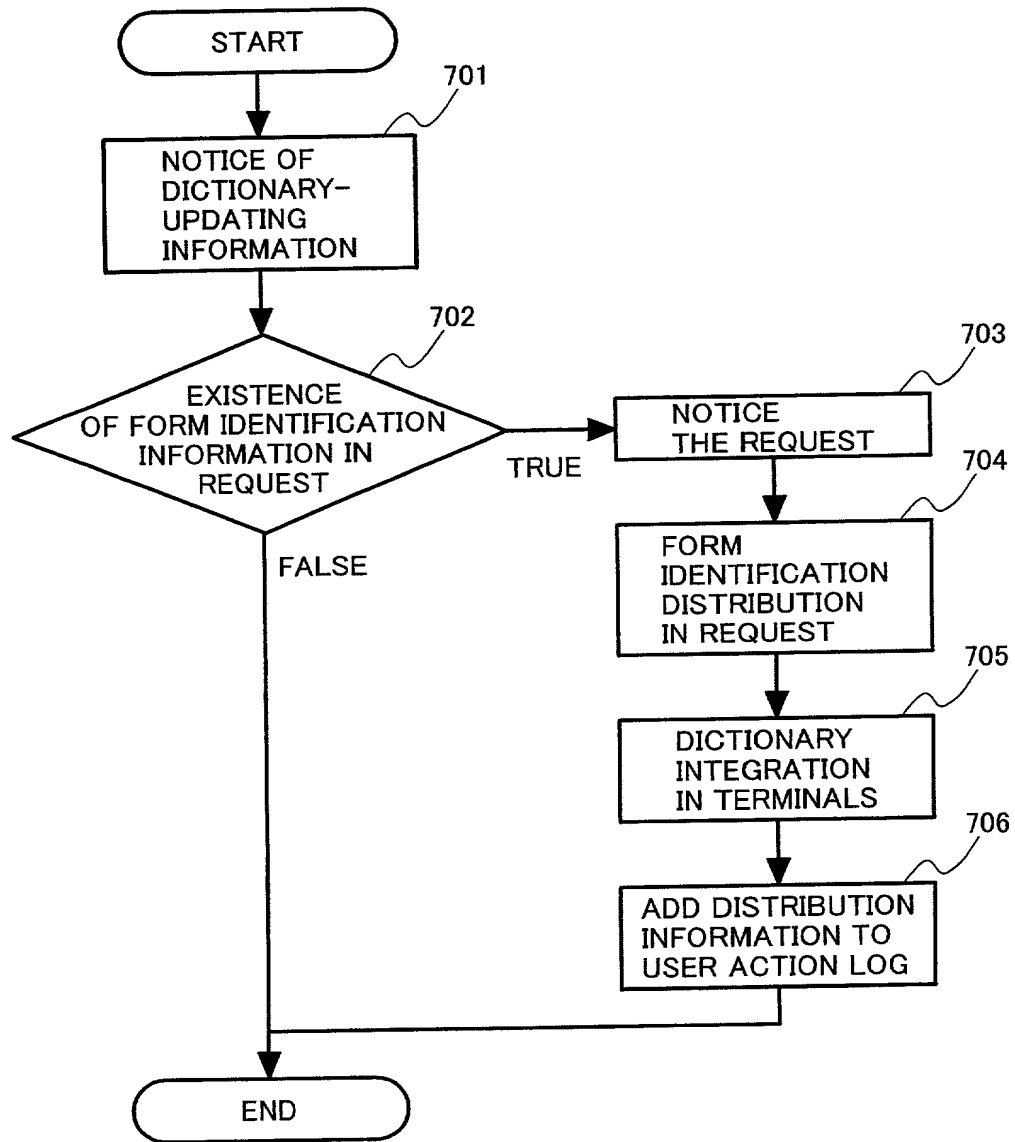 START
701
NOTICE OF
DICTIONARY-
UPDATING
INFORMATION
702
EXISTENCE
OF FORM IDENTIFICATION
INFORMATION IN
REQUEST
TRUE
FALSE
703
NOTICE
THE REQUEST
704
FORM
IDENTIFICATION
DISTRIBUTION
IN REQUEST
705
DICTIONARY
INTEGRATION
IN TERMINALS
706
ADD DISTRIBUTION
INFORMATION TO
USER ACTION LOG
END